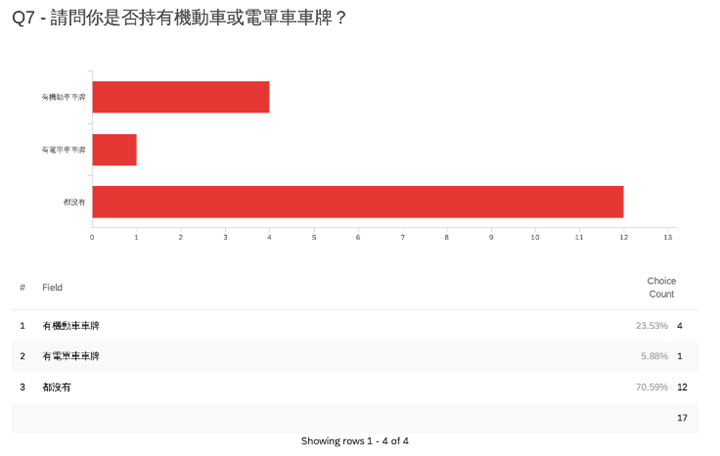 Q7 - 請問你是否持有機動車或電單車車牌？
有機動車車牌
有電單車車牌
都沒有
0 1 2 3 4 5 6 7 8 9 10 11 12 13
# Field Choice Count
1 有機動車車牌 23.53% 4
2 有電單車車牌 5.88% 1
3 都沒有 70.59% 12
17
Showing rows 1 - 4 of 4